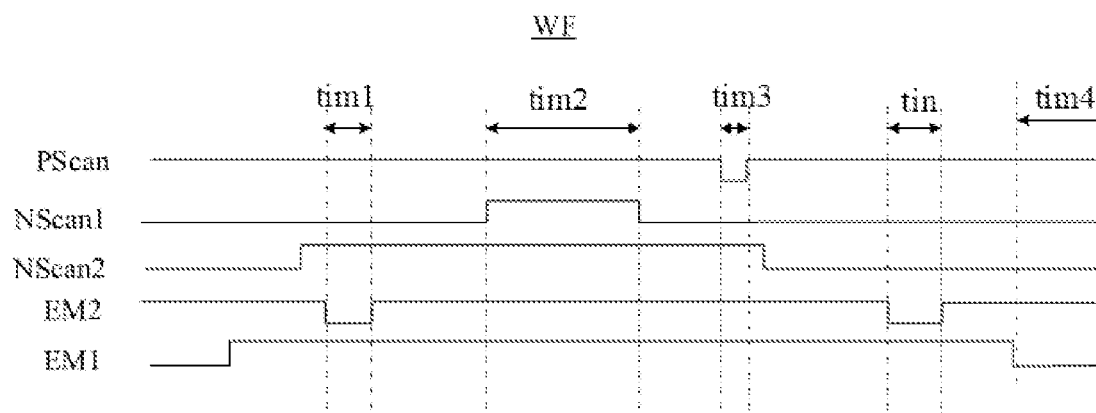 WF
tim1 tim2 tim3 tin tim4
PScan
NScan1
NScan2
EM2
EM1